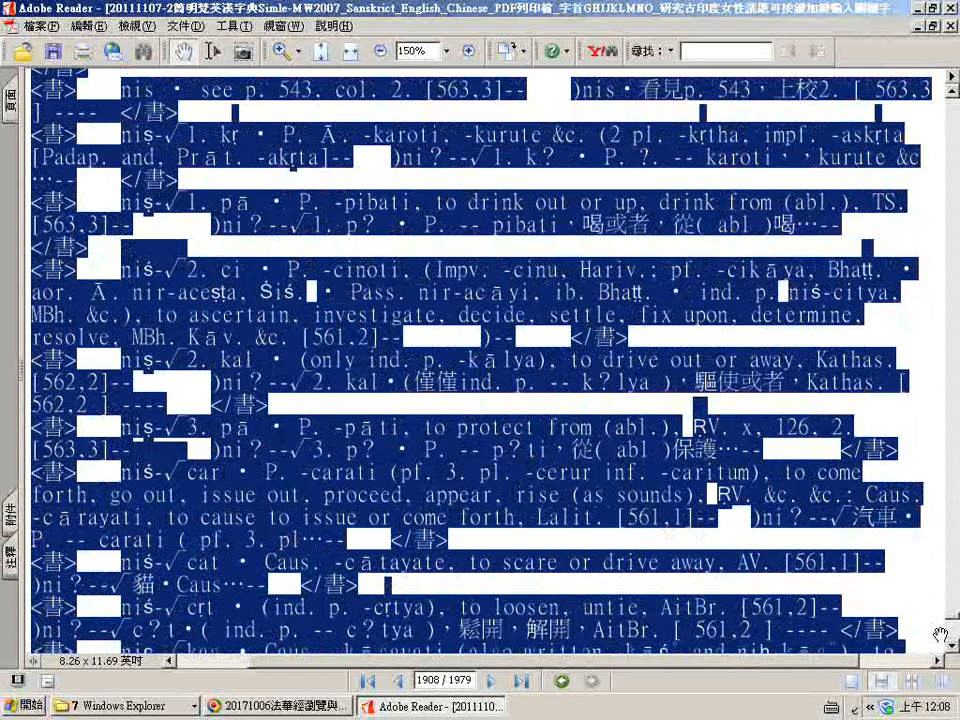 Adobe Reader - [20111107-2簡明梵英漢字典Simle-MW2007_Sanskrict_English_Chinese_PDF列印檔_字首GHIJKLMNO_研究古印度女性議題可按
檔案(F) 編輯(E) 檢視(V) 文件(D) 工具(T) 視窗(W) 說明(H)
150% Y! 尋找：
頁面
<書> nis ‧ see p. 543, col. 2. [563,3]-- )nis‧看見p. 543，上校2. [ 563,3
] ---- </書>
<書> niṣ-√1. kṛ ‧ P. Ā. -karoti, -kurute &c. (2 pl. -kṛtha, impf. -askṛta
[Padap. and, Prāt. -akṛta]-- )ni？--√1. k? ‧ P. ?. -- karoti，，kurute &c
…-- </書>
<書> niṣ-√1. pā ‧ P. -pibati, to drink out or up, drink from (abl.), TS.
[563,3]-- )ni？--√1. p? ‧ P. -- pibati，喝或者，從( abl )喝…--
</書>
<書> niś-√2. ci ‧ P. -cinoti, (Impv. -cinu, Hariv.; pf. -cikāya, Bhaṭṭ. ‧
aor. Ā. nir-aceṣta, Śiś. ‧ Pass. nir-acāyi, ib. Bhaṭṭ. ‧ ind. p. niś-citya,
MBh. &c.), to ascertain, investigate, decide, settle, fix upon, determine,
resolve, MBh. Kāv. &c. [561,2]-- )-- </書>
<書> niṣ-√2. kal ‧ (only ind. p. -kālya), to drive out or away, Kathas.
[562,2]-- )ni？--√2. kal‧(僅僅ind. p. -- k?lya )，驅使或者，Kathas. [
562,2 ] ---- </書>
<書> niṣ-√3. pā ‧ P. -pāti, to protect from (abl.), ṚV. x, 126, 2.
[563,3]-- )ni？--√3. p? ‧ P. -- p?ti，從( abl )保護…-- </書>
<書> niś-√car ‧ P. -carati (pf. 3. pl. -cerur inf. -caritum), to come
forth, go out, issue out, proceed, appear, rise (as sounds), ṚV. &c. &c.: Caus.
-cārayati, to cause to issue or come forth, Lalit. [561,1]-- )ni？--√汽車‧
P. -- carati ( pf. 3. pl…-- </書>
<書> niś-√cat ‧ Caus. -cātayate, to scare or drive away, AV. [561,1]--
)ni？--√貓‧Caus…-- </書>
<書> niś-√cṛt ‧ (ind. p. -cṛtya), to loosen, untie, AitBr. [561,2]--
)ni？--√c?t‧( ind. p. -- c?tya )，鬆開，解開，AitBr. [ 561,2 ] ---- </書>
附件
注釋
8.26 x 11.69 英吋
1908 / 1979
開始 7 Windows Explorer 20171006法華經瀏覽與... Adobe Reader - [2011110... 上午 12:08